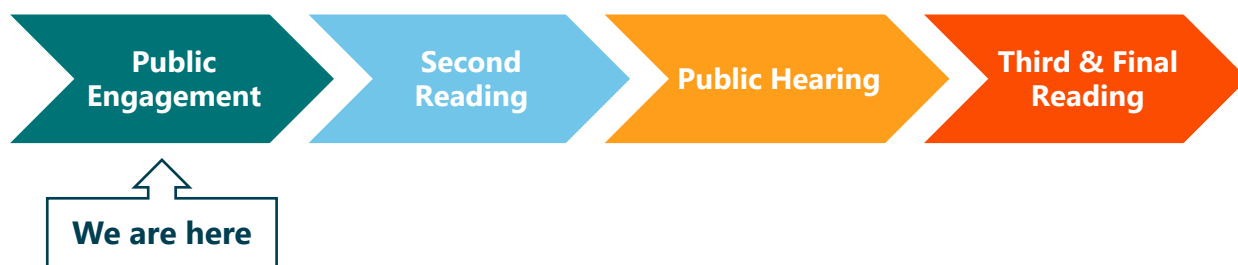 Public
Engagement
Second
Reading
Public Hearing
Third & Final
Reading
We are here